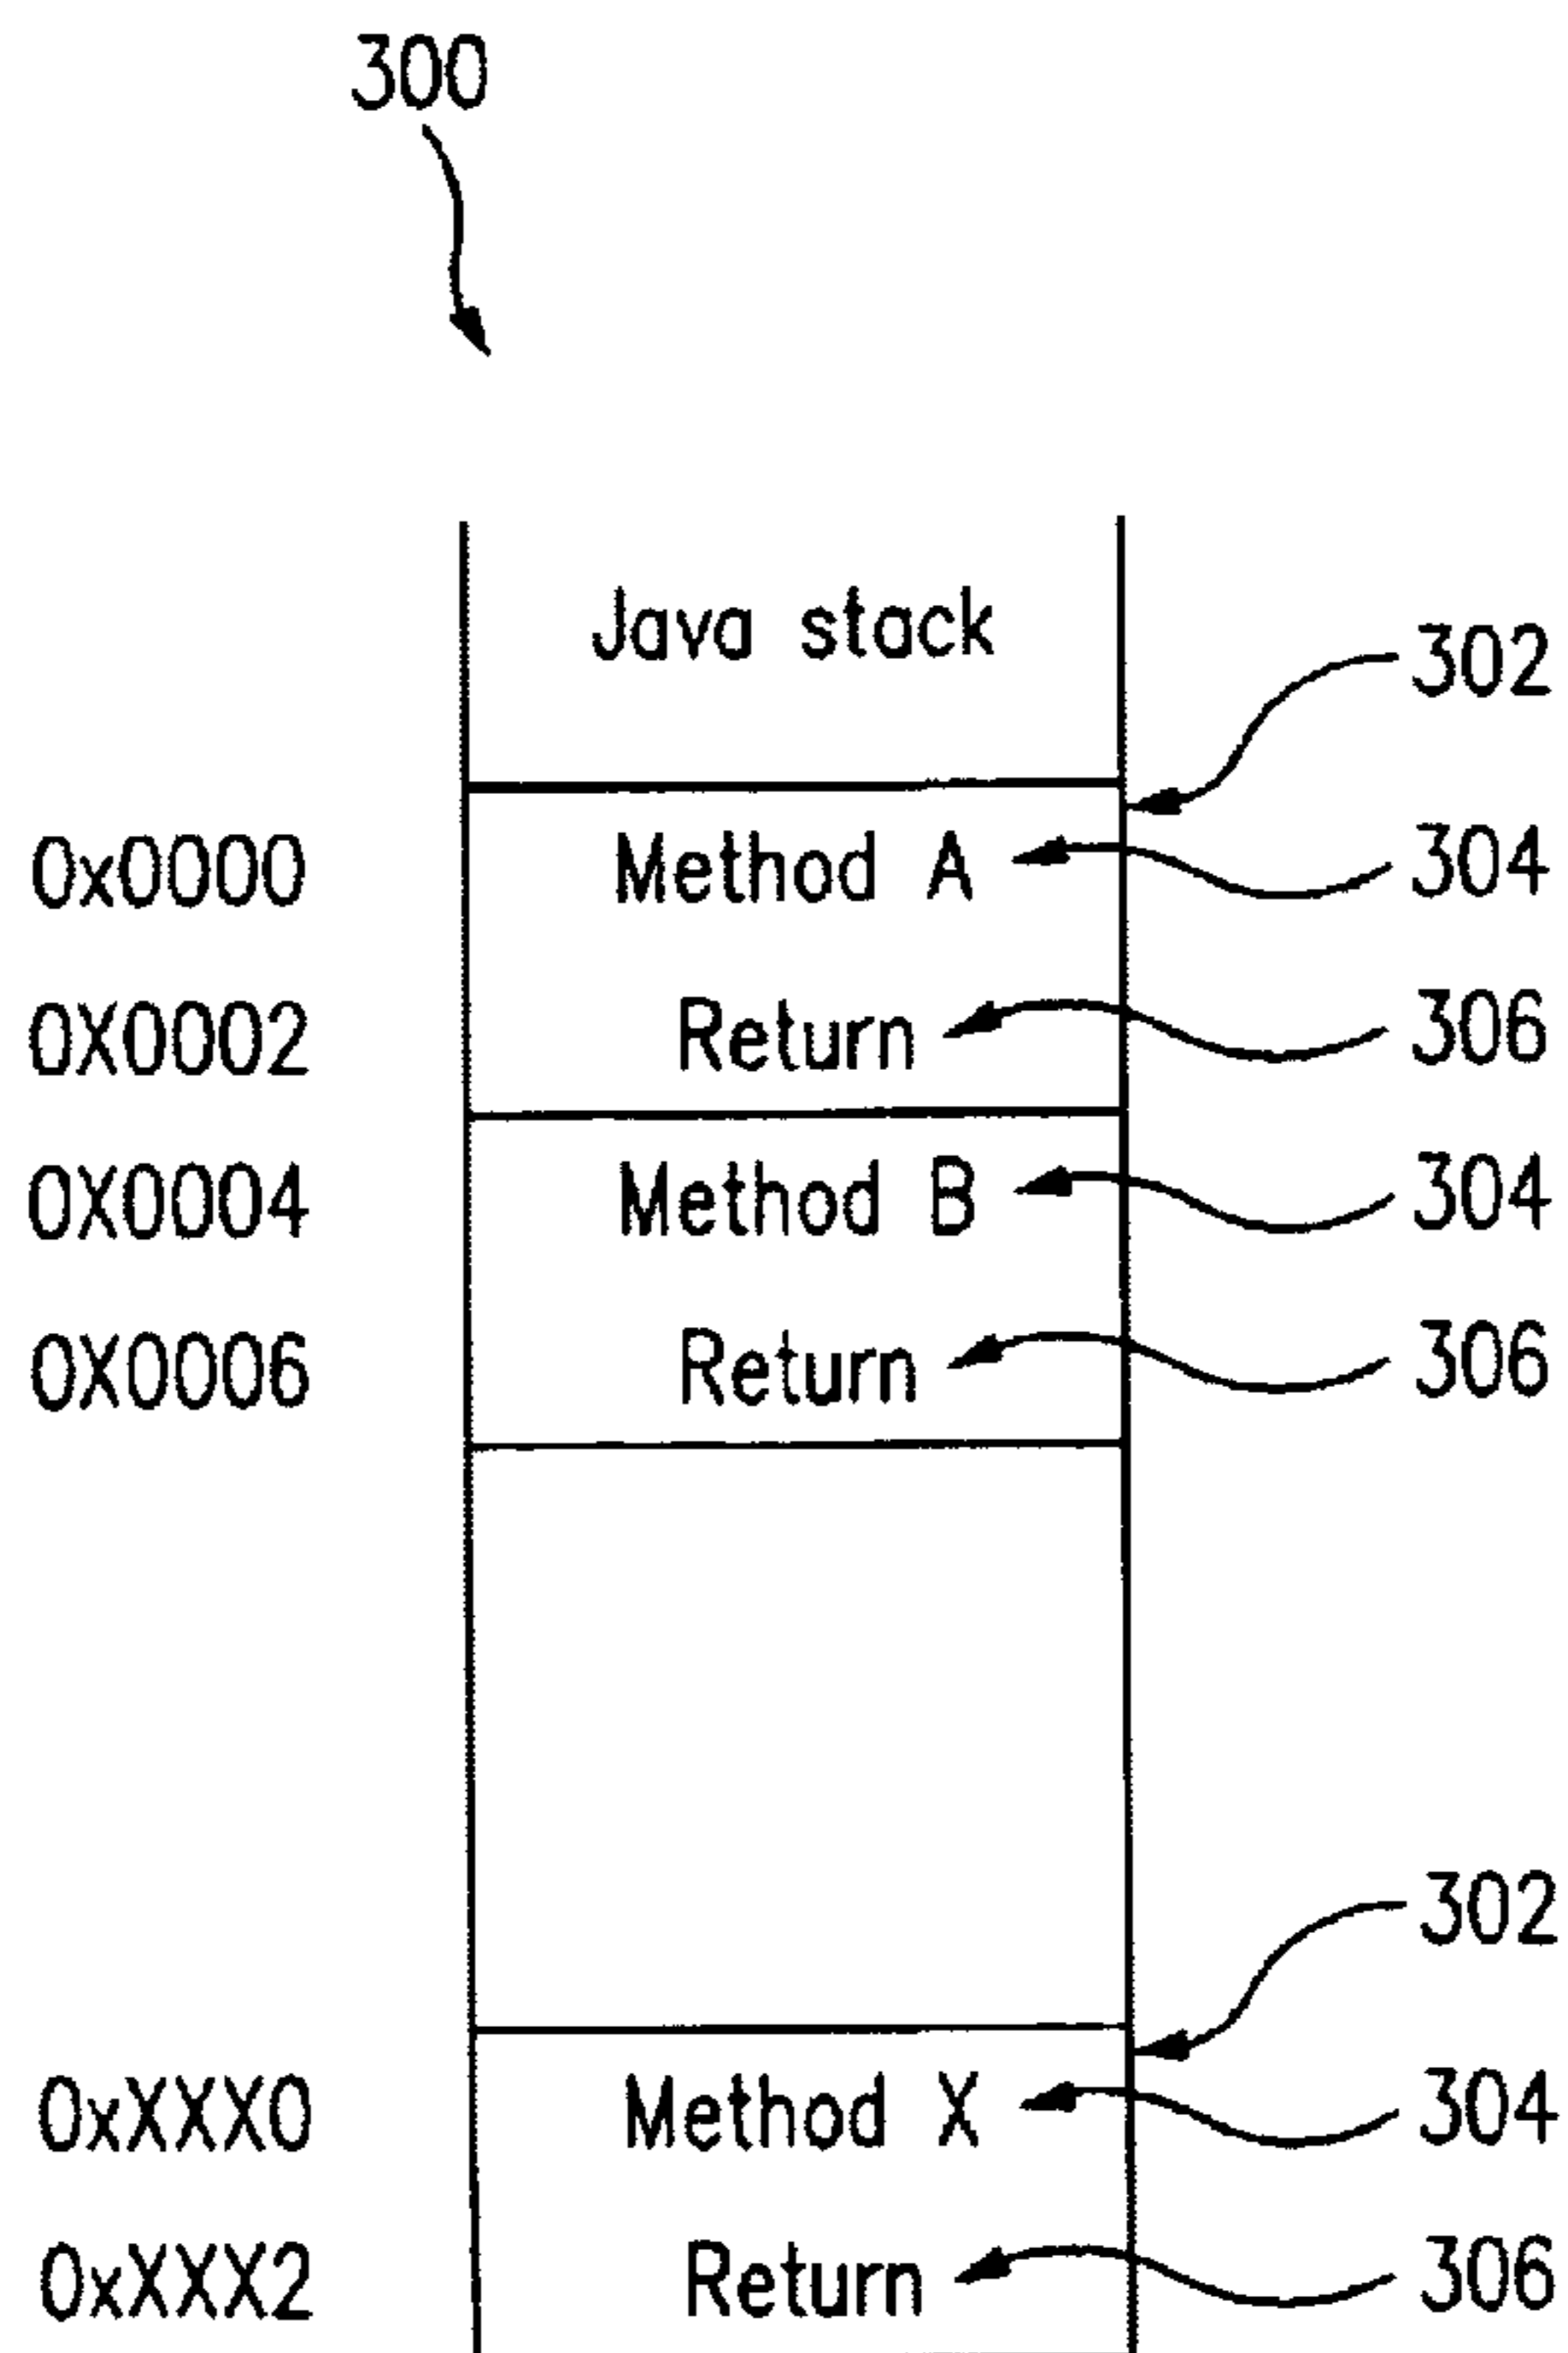 300
Java stack
302
0x0000 Method A 304
0X0002 Return 306
0X0004 Method B 304
0X0006 Return 306
302
0xXXX0 Method X 304
0xXXX2 Return 306